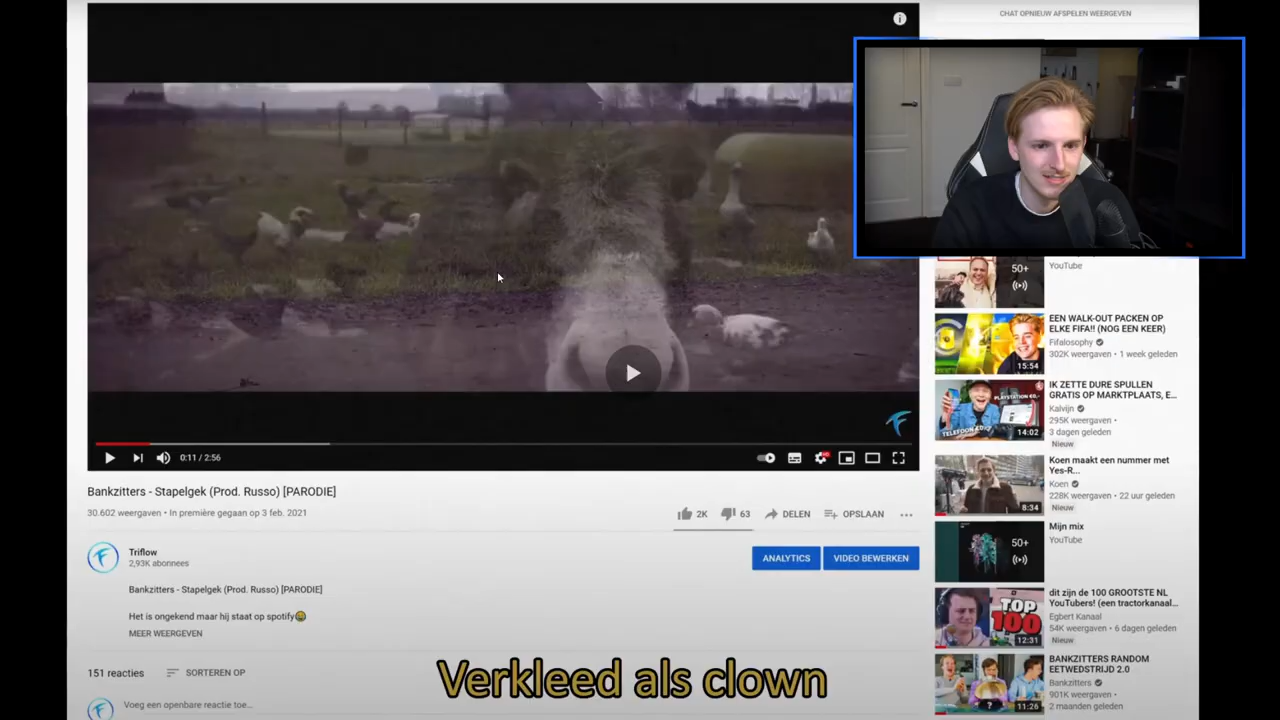 CHAT OPNIEUW AFSPELEN WEERGEVEN
0:11 / 2:56
Bankzitters - Stapelgek (Prod. Russo) [PARODIE]
30.602 weergaven • In première gegaan op 3 feb. 2021
2K
63
DELEN
OPSLAAN
Triflow
2,93K abonnees
ANALYTICS
VIDEO BEWERKEN
Bankzitters - Stapelgek (Prod. Russo) [PARODIE]
Het is ongekend maar hij staat op spotify😂
MEER WEERGEVEN
151 reacties
SORTEREN OP
Voeg een openbare reactie toe...
Verkleed als clown
50+
YouTube
15:54
EEN WALK-OUT PACKEN OP
ELKE FIFA!! (NOG EEN KEER)
Fifalosophy
302K weergaven • 1 week geleden
14:02
IK ZETTE DURE SPULLEN
GRATIS OP MARKTPLAATS, E...
Kalvijn
295K weergaven •
3 dagen geleden
Nieuw
8:34
Koen maakt een nummer met
Yes-R...
Koen
228K weergaven • 22 uur geleden
Nieuw
50+
Mijn mix
YouTube
TOP
100
12:31
dit zijn de 100 GROOTSTE NL
YouTubers! (een tractorkanaal...
Egbert Kanaal
54K weergaven • 6 dagen geleden
Nieuw
11:26
BANKZITTERS RANDOM
EETWEDSTRIJD 2.0
Bankzitters
901K weergaven •
2 maanden geleden